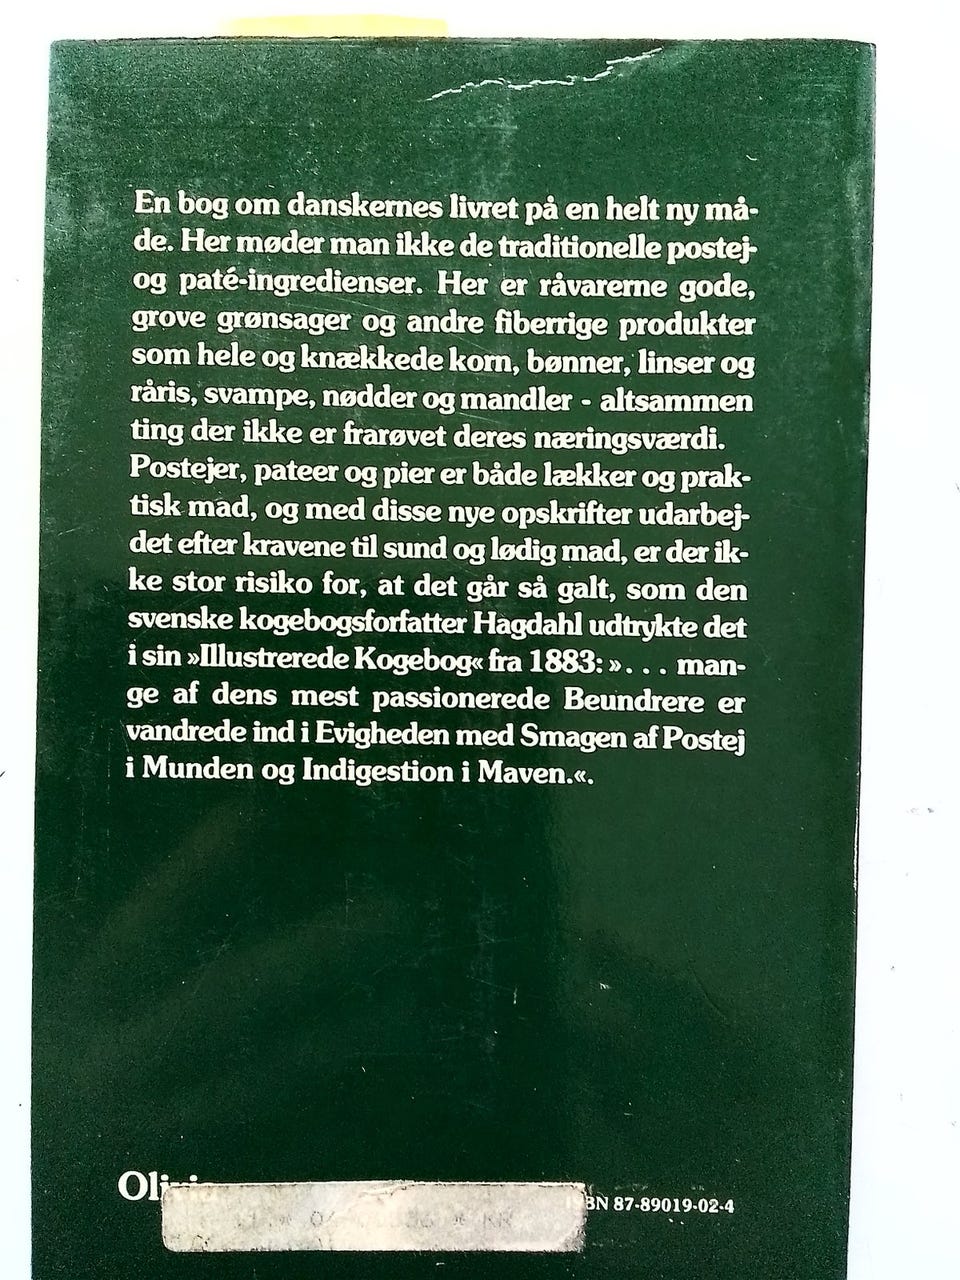 En bog om danskernes livret på en helt ny må-
de. Her møder man ikke de traditionelle postej-
og paté-ingredienser. Her er råvarerne gode,
grove grønsager og andre fiberrige produkter
som hele og knækkede korn, bønner, linser og
råris, svampe, nødder og mandler - altsammen
ting der ikke er frarøvet deres næringsværdi.
Postejer, pateer og pier er både lækker og prak-
tisk mad, og med disse nye opskrifter udarbej-
det efter kravene til sund og lødig mad, er der ik-
ke stor risiko for, at det går så galt, som den
svenske kogebogsforfatter Hagdahl udtrykte det
i sin »Illustrerede Kogebog« fra 1883: ». . . man-
ge af dens mest passionerede Beundrere er
vandrede ind i Evigheden med Smagen af Postej
i Munden og Indigestion i Maven.«.
Olivia
ISBN 87-89019-02-4